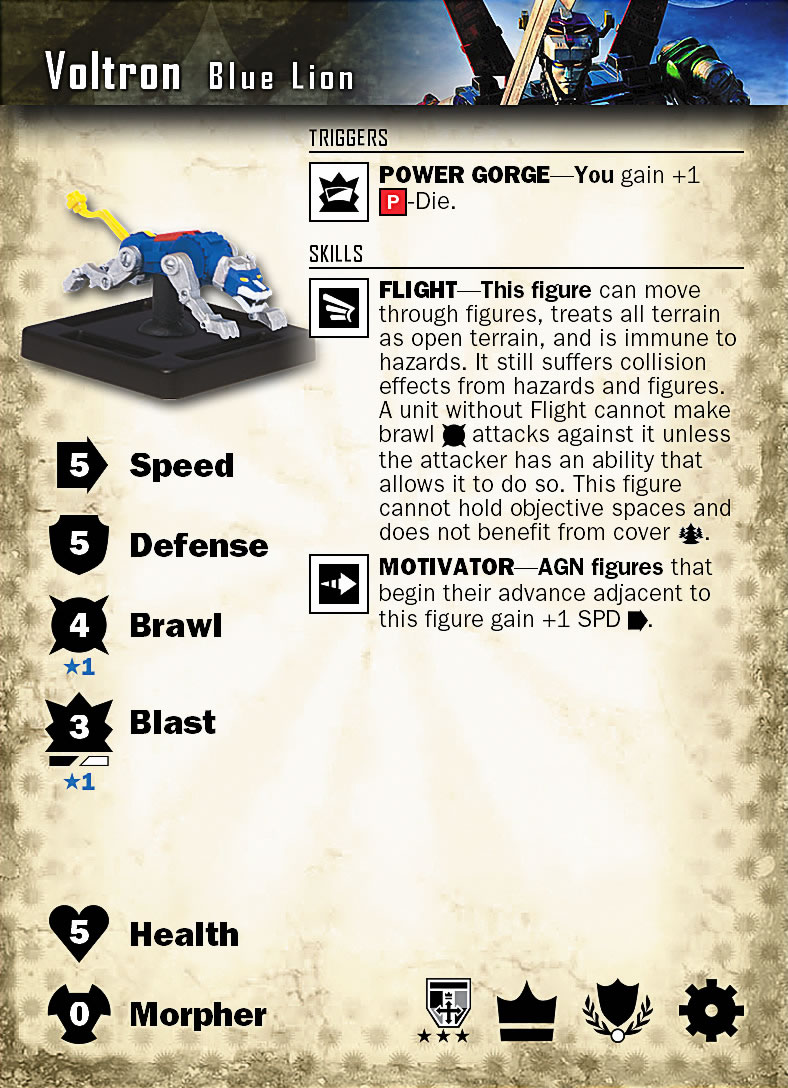 Voltron Blue Lion
TRIGGERS
POWER GORGE—You gain +1
P-Die.
SKILLS
FLIGHT—This figure can move
through figures, treats all terrain
as open terrain, and is immune to
hazards. It still suffers collision
effects from hazards and figures.
A unit without Flight cannot make
brawl attacks against it unless
the attacker has an ability that
allows it to do so. This figure
cannot hold objective spaces and
does not benefit from cover .
MOTIVATOR—AGN figures that
begin their advance adjacent to
this figure gain +1 SPD .
5 Speed
5 Defense
4 Brawl
★1
3 Blast
★1
5 Health
0 Morpher
★★★